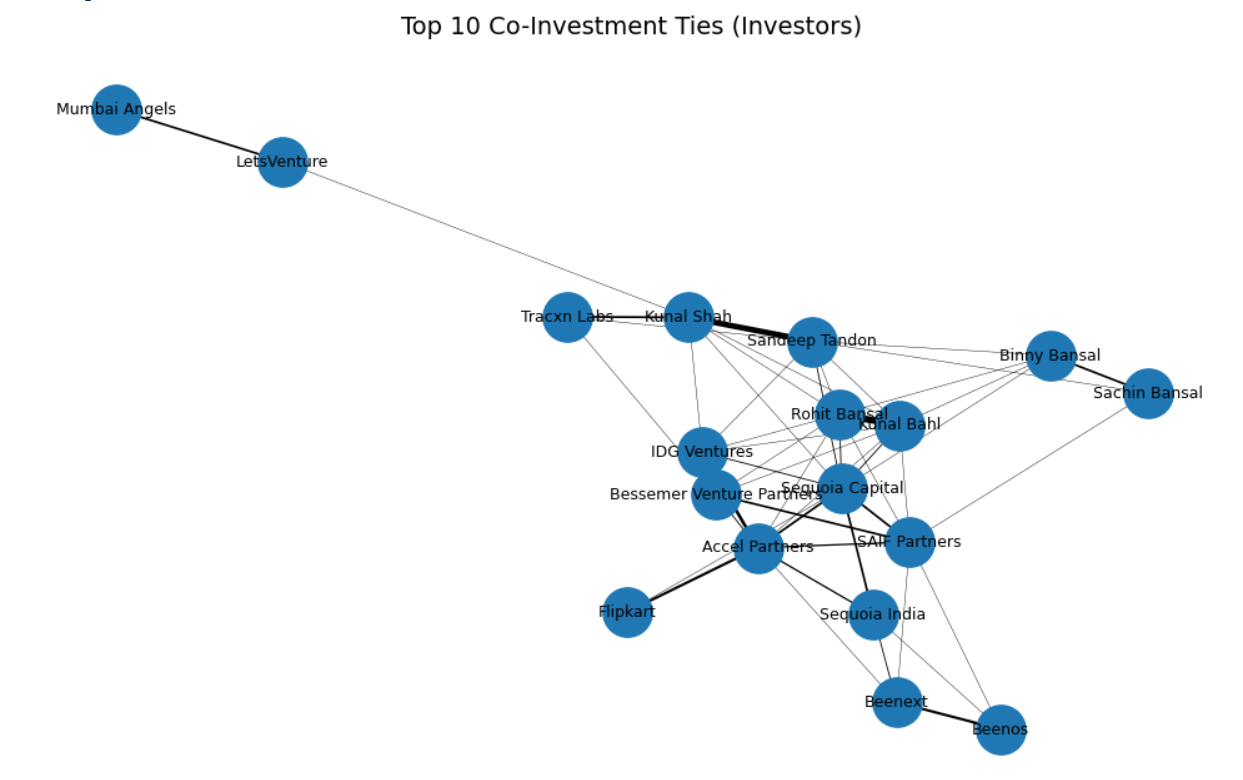 Top 10 Co-Investment Ties (Investors)
Mumbai Angels
LetsVenture
Tracxn Labs
Kunal Shah
Sandeep Tandon
Binny Bansal
Sachin Bansal
Rohit Bansal
Kunal Bahl
IDG Ventures
Bessemer Venture Partners
Sequoia Capital
Accel Partners
SAIF Partners
Flipkart
Sequoia India
Beenext
Beenos